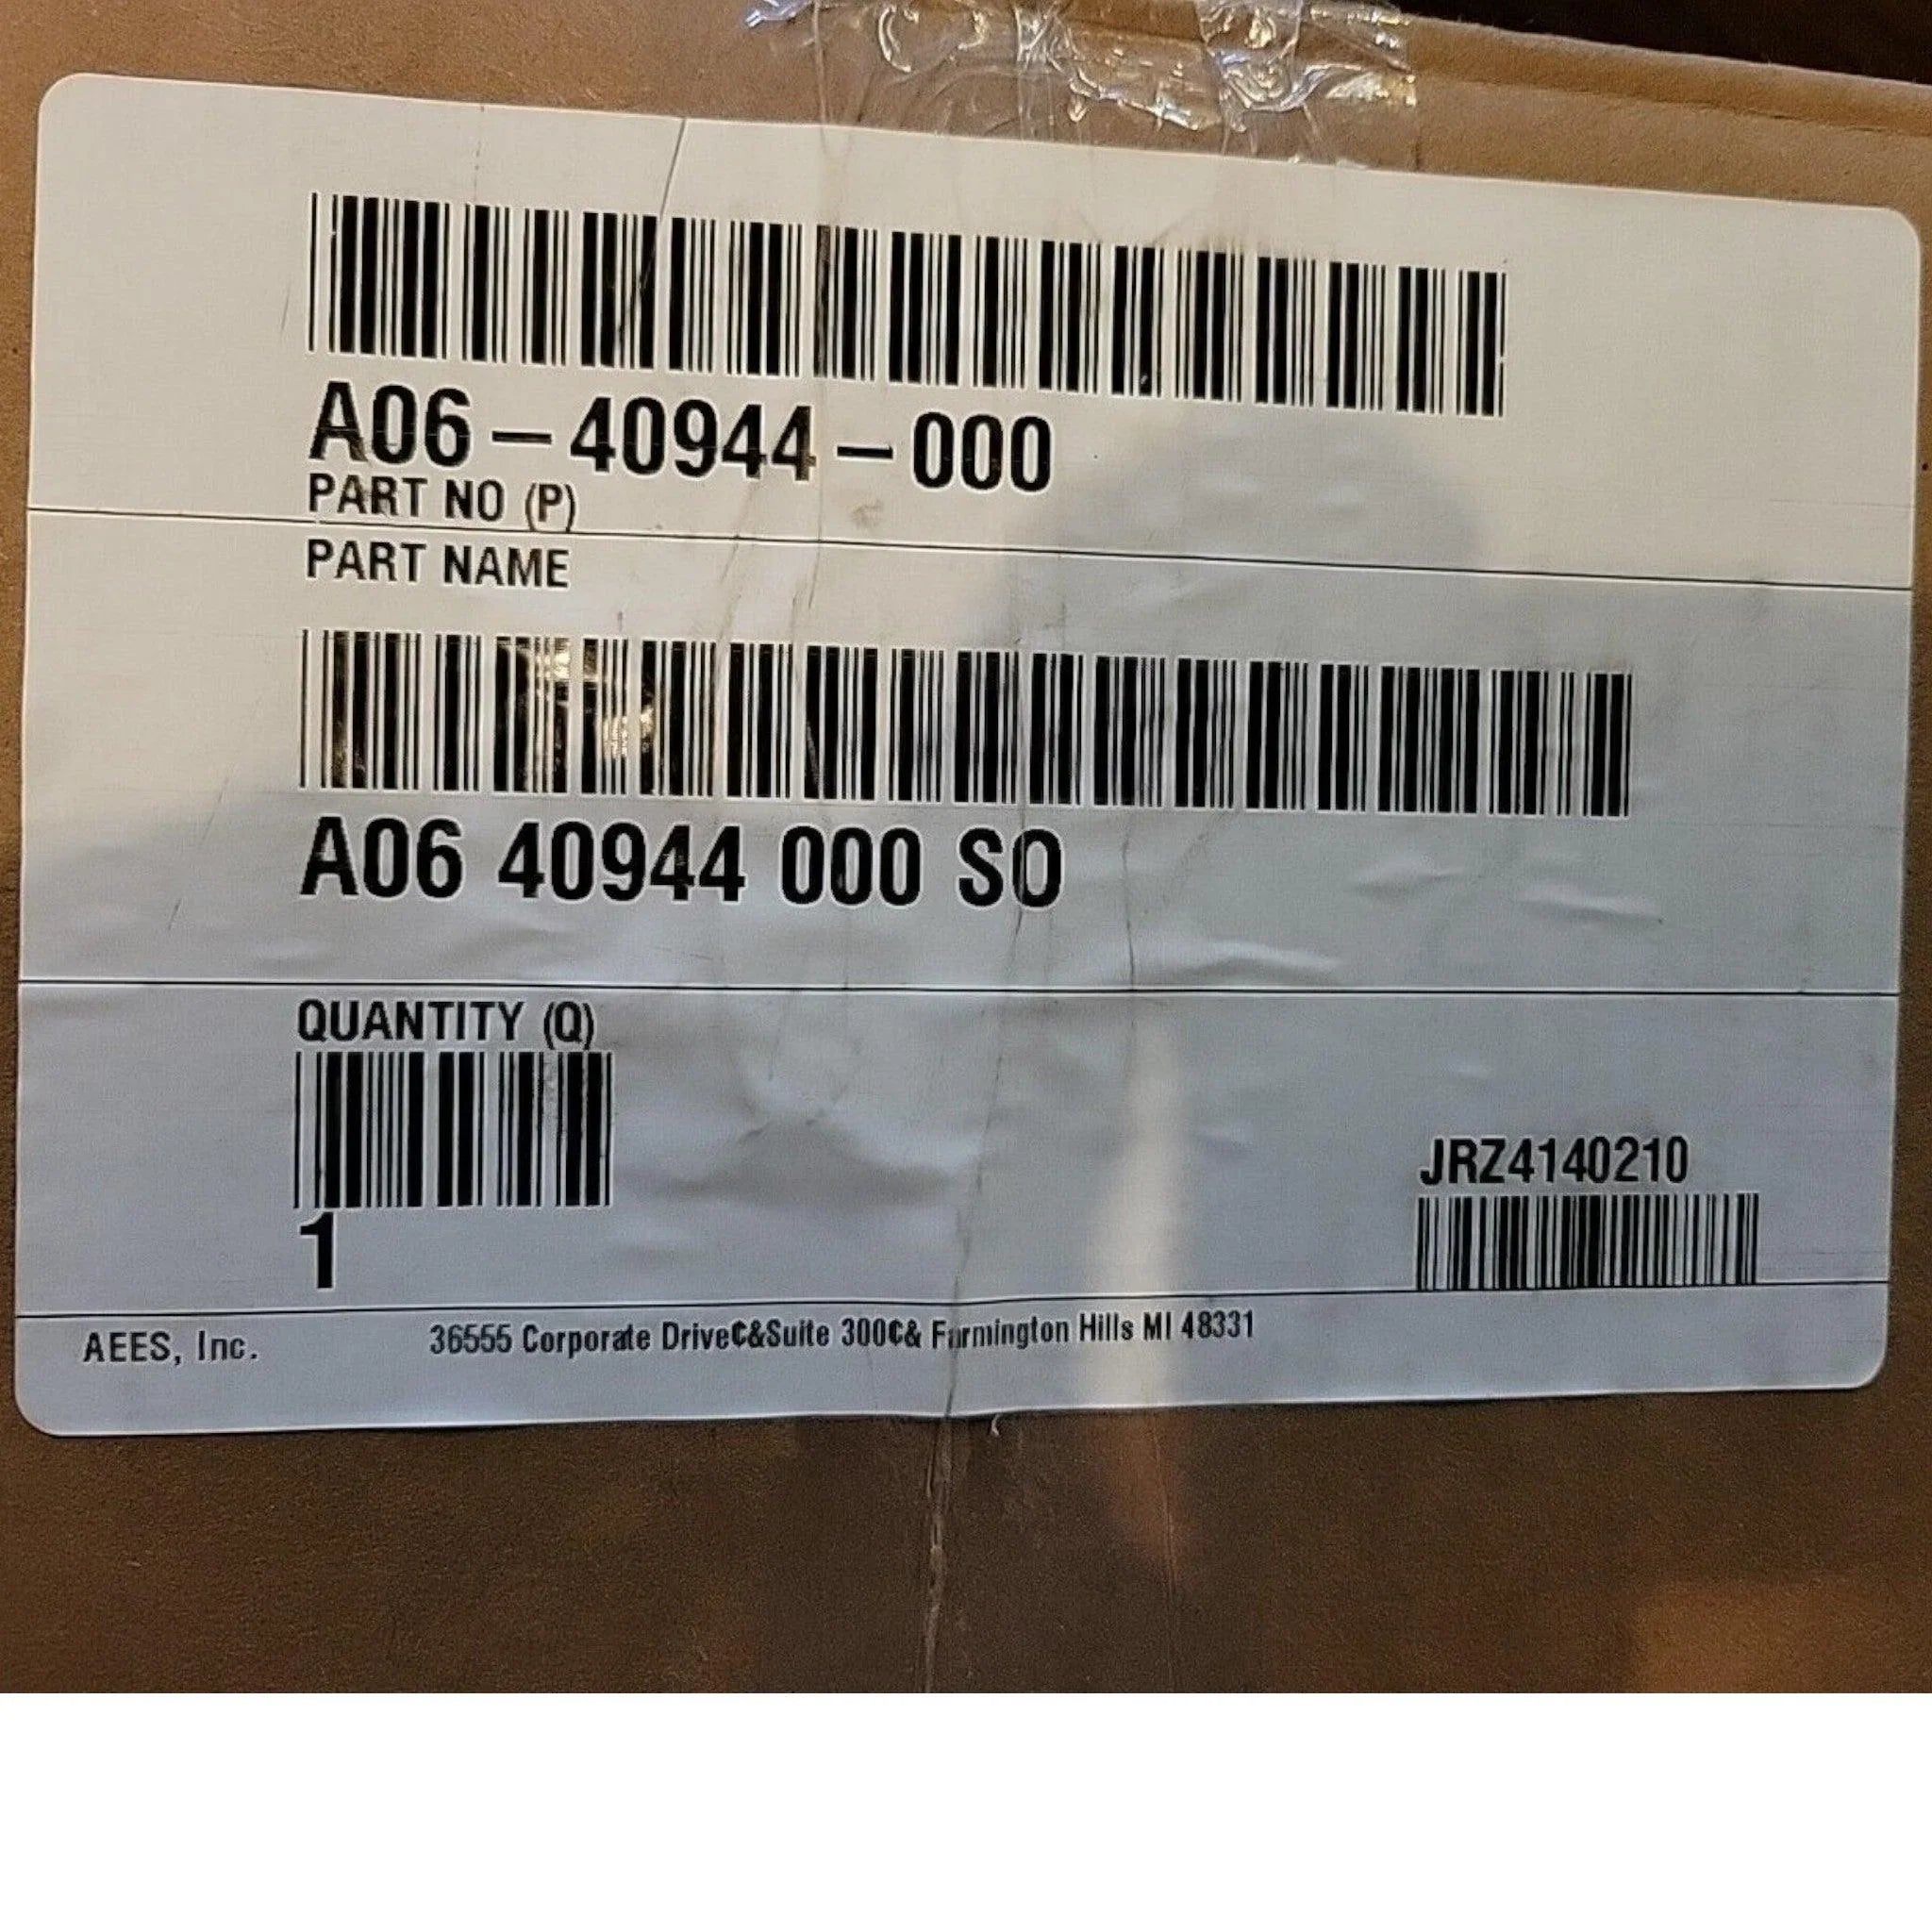 A06-40944-000
PART NO (P)
PART NAME
A06 40944 000 SO
QUANTITY (Q)
1
JRZ4140210
AEES, Inc. 36555 Corporate Drive¢&Suite 300¢& Farmington Hills MI 48331